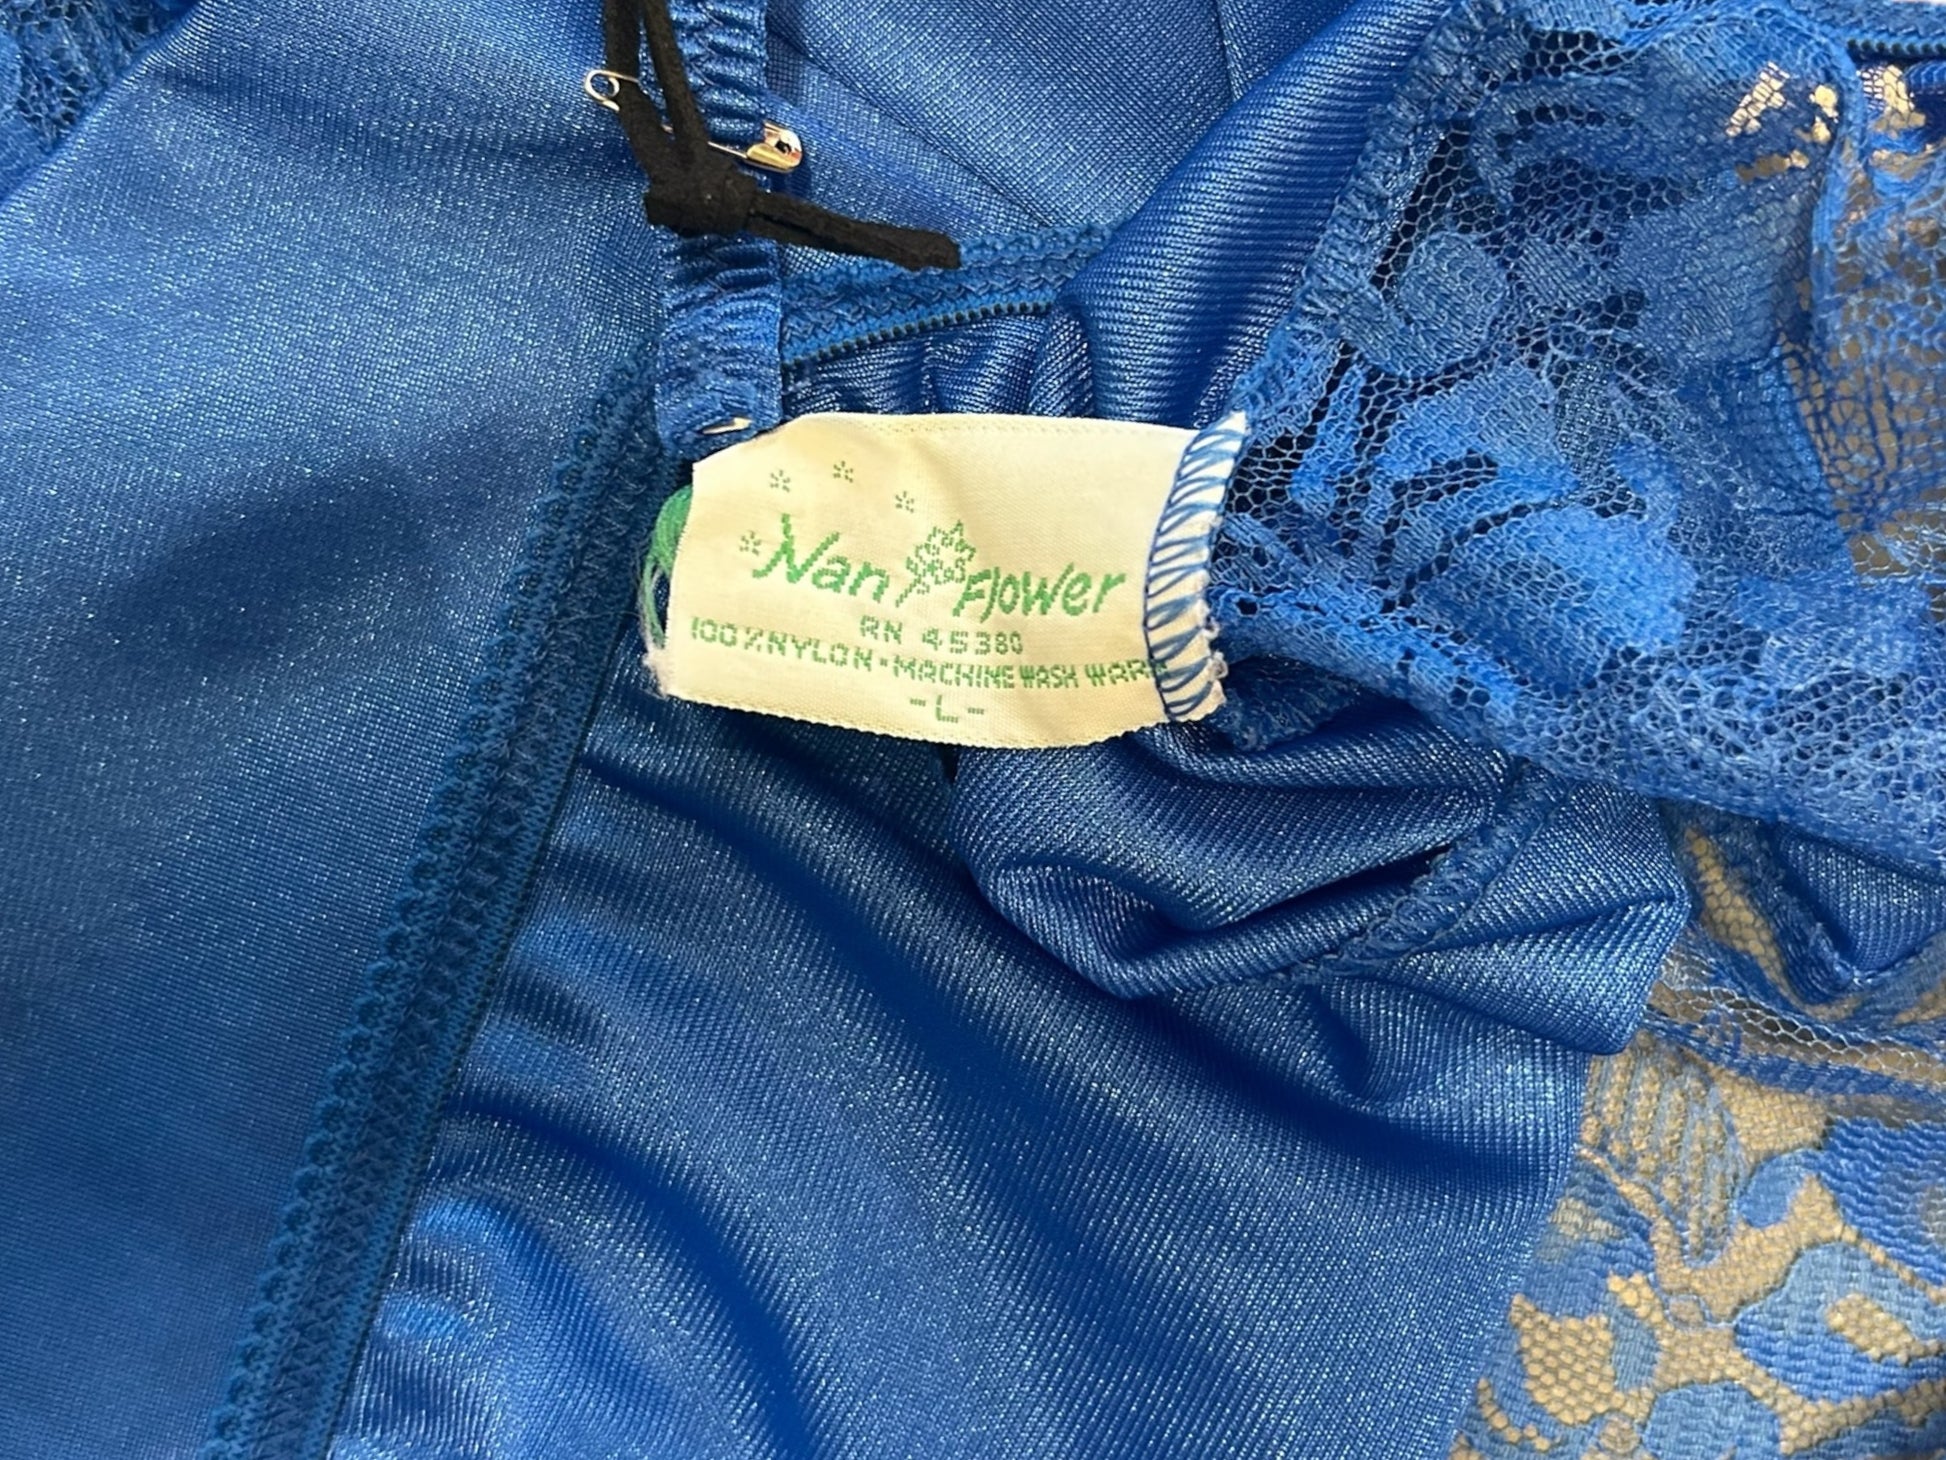 Nan Flower
RN 45380
100% NYLON · MACHINE WASH WARM
- L -